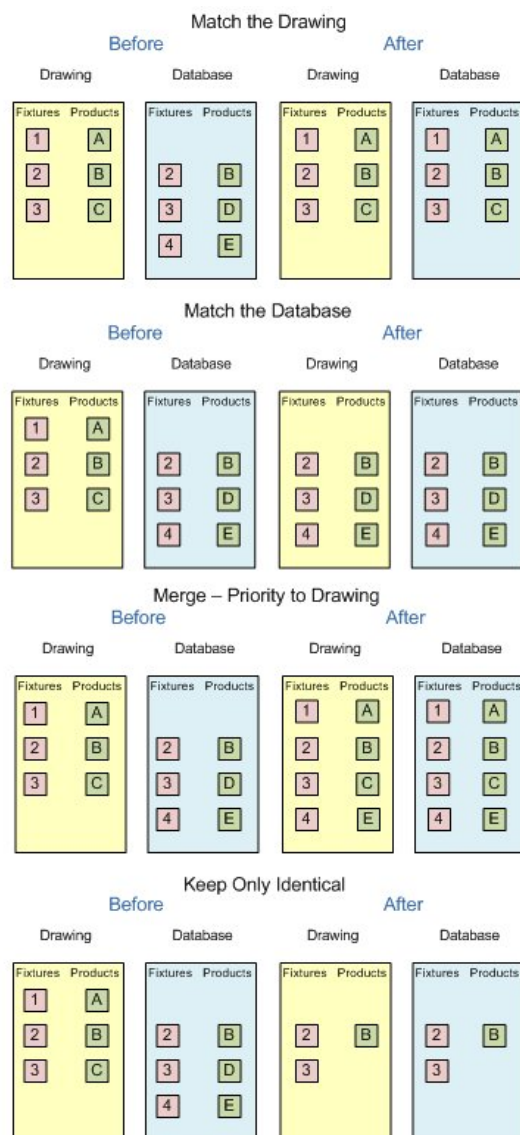 Match the Drawing
Before After
Drawing Database Drawing Database
Fixtures Products Fixtures Products Fixtures Products Fixtures Products
1 A 1 A 1 A
2 B 2 B 2 B 2 B
3 C 3 D 3 C 3 C
4 E
Match the Database
Before After
Drawing Database Drawing Database
Fixtures Products Fixtures Products Fixtures Products Fixtures Products
1 A
2 B 2 B 2 B 2 B
3 C 3 D 3 D 3 D
4 E 4 E 4 E
Merge – Priority to Drawing
Before After
Drawing Database Drawing Database
Fixtures Products Fixtures Products Fixtures Products Fixtures Products
1 A 1 A 1 A
2 B 2 B 2 B 2 B
3 C 3 D 3 C 3 C
4 E 4 E 4 E
Keep Only Identical
Before After
Drawing Database Drawing Database
Fixtures Products Fixtures Products Fixtures Products Fixtures Products
1 A
2 B 2 B 2 B 2 B
3 C 3 D 3 3
4 E